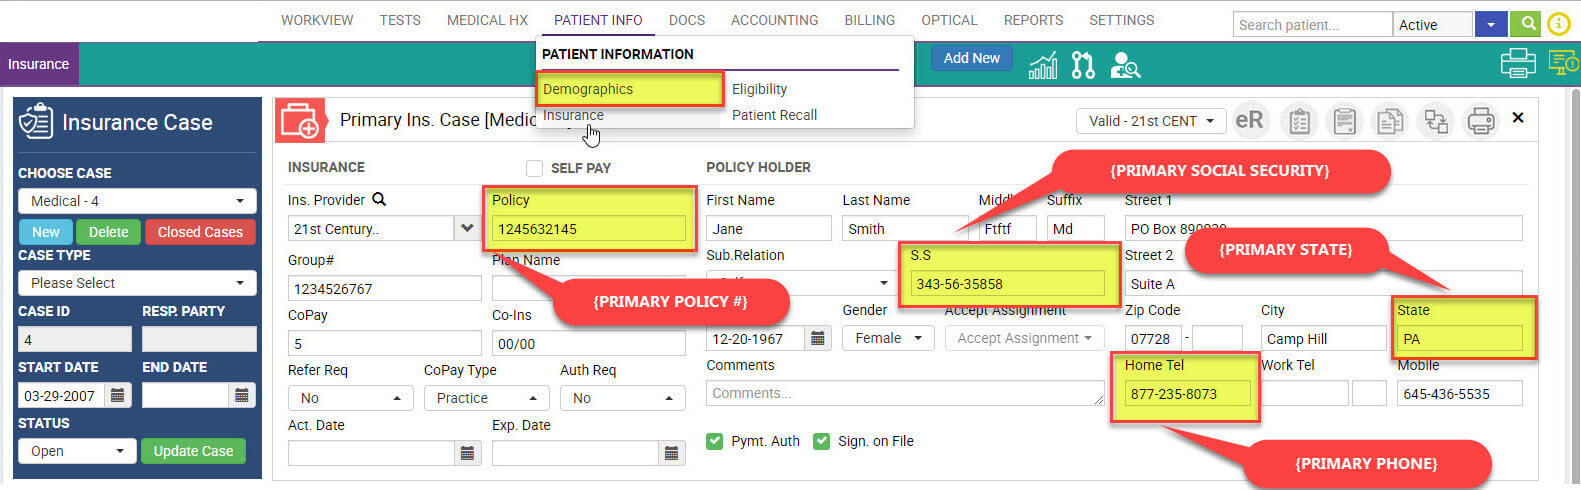 WORKVIEW TESTS MEDICAL HX PATIENT INFO DOCS ACCOUNTING BILLING OPTICAL REPORTS SETTINGS Search patient... Active
PATIENT INFORMATION
Insurance Add New
Demographics Eligibility
Insurance Patient Recall
Insurance Case
Primary Ins. Case
Valid - 21st CENT eR
CHOOSE CASE
Medical - 4
New Delete Closed Cases
CASE TYPE
Please Select
CASE ID RESP. PARTY
4
START DATE END DATE
03-29-2007
STATUS
Open Update Case
INSURANCE SELF PAY POLICY HOLDER
{PRIMARY SOCIAL SECURITY}
Ins. Provider Policy First Name Last Name Suffix Street 1
21st Century.. 1245632145 Jane Smith Ftftf Md PO Box
{PRIMARY STATE}
Group# Plan Name Sub.Relation S.S Street 2
1234526767 343-56-35858 Suite A
{PRIMARY POLICY #}
CoPay Co-Ins Gender Accept Assignment Zip Code City State
5 00/00 12-20-1967 Female Accept Assignment 07728 - Camp Hill PA
Refer Req CoPay Type Auth Req Comments Home Tel Work Tel Mobile
No Practice No Comments... 877-235-8073 645-436-5535
Act. Date Exp. Date
Pymt. Auth Sign. on File
{PRIMARY PHONE}